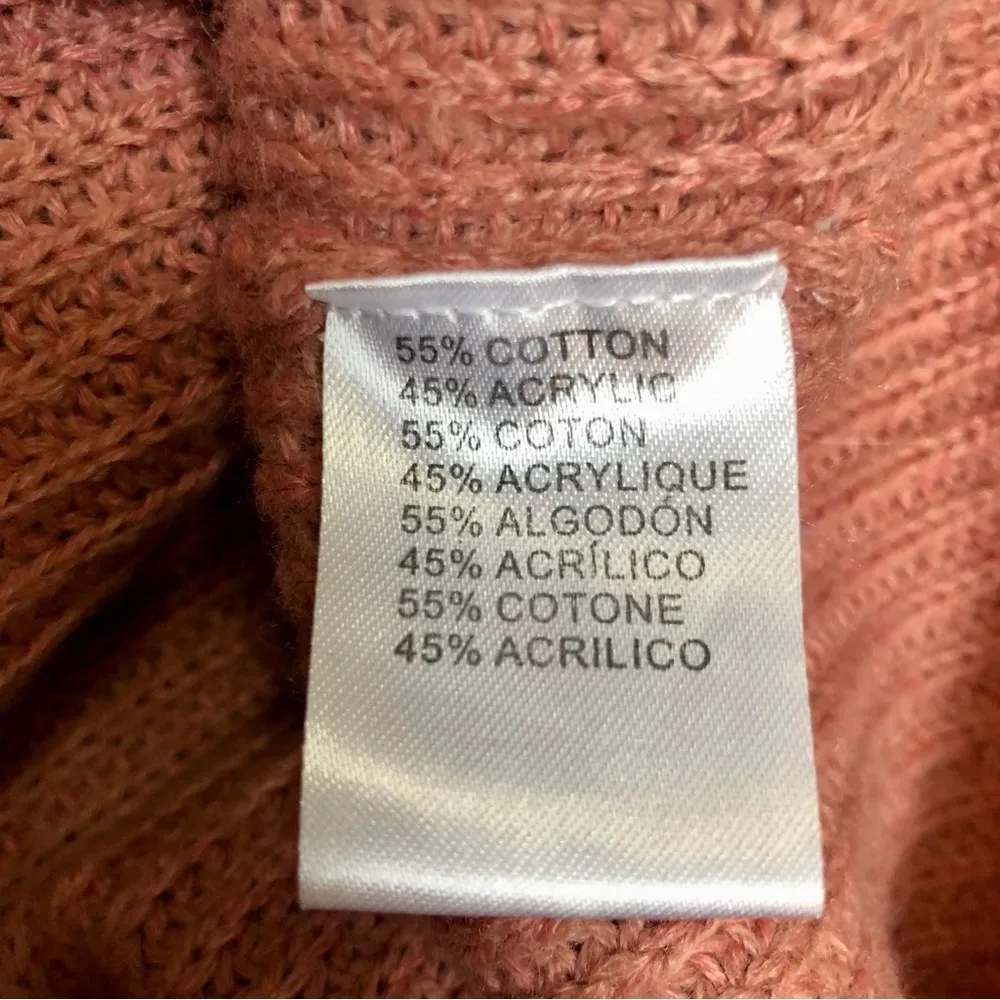 55% COTTON
45% ACRYLIC
55% COTON
45% ACRYLIQUE
55% ALGODÓN
45% ACRÍLICO
55% COTONE
45% ACRILICO